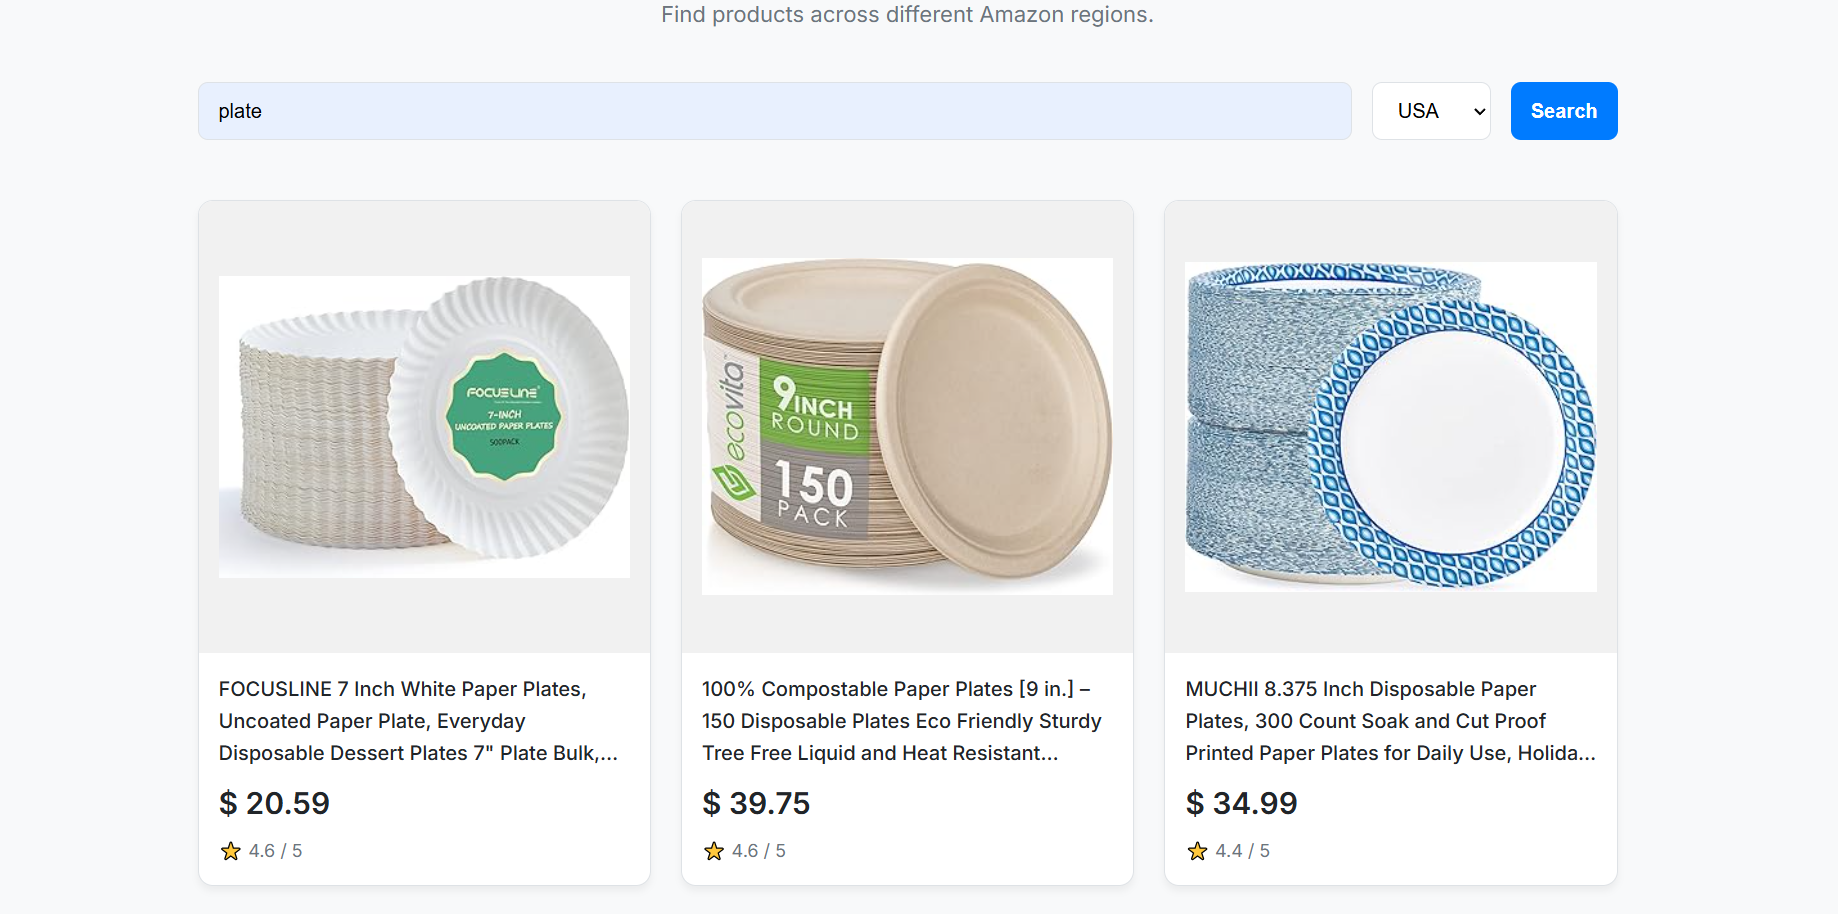 Find products across different Amazon regions.
plate
USA
Search
FOCUSLINE
7-INCH
UNCOATED PAPER PLATES
500PACK
ecovita
9INCH
ROUND
150
PACK
FOCUSLINE 7 Inch White Paper Plates,
Uncoated Paper Plate, Everyday
Disposable Dessert Plates 7" Plate Bulk,...
$ 20.59
4.6 / 5
100% Compostable Paper Plates [9 in.] –
150 Disposable Plates Eco Friendly Sturdy
Tree Free Liquid and Heat Resistant...
$ 39.75
4.6 / 5
MUCHII 8.375 Inch Disposable Paper
Plates, 300 Count Soak and Cut Proof
Printed Paper Plates for Daily Use, Holida...
$ 34.99
4.4 / 5